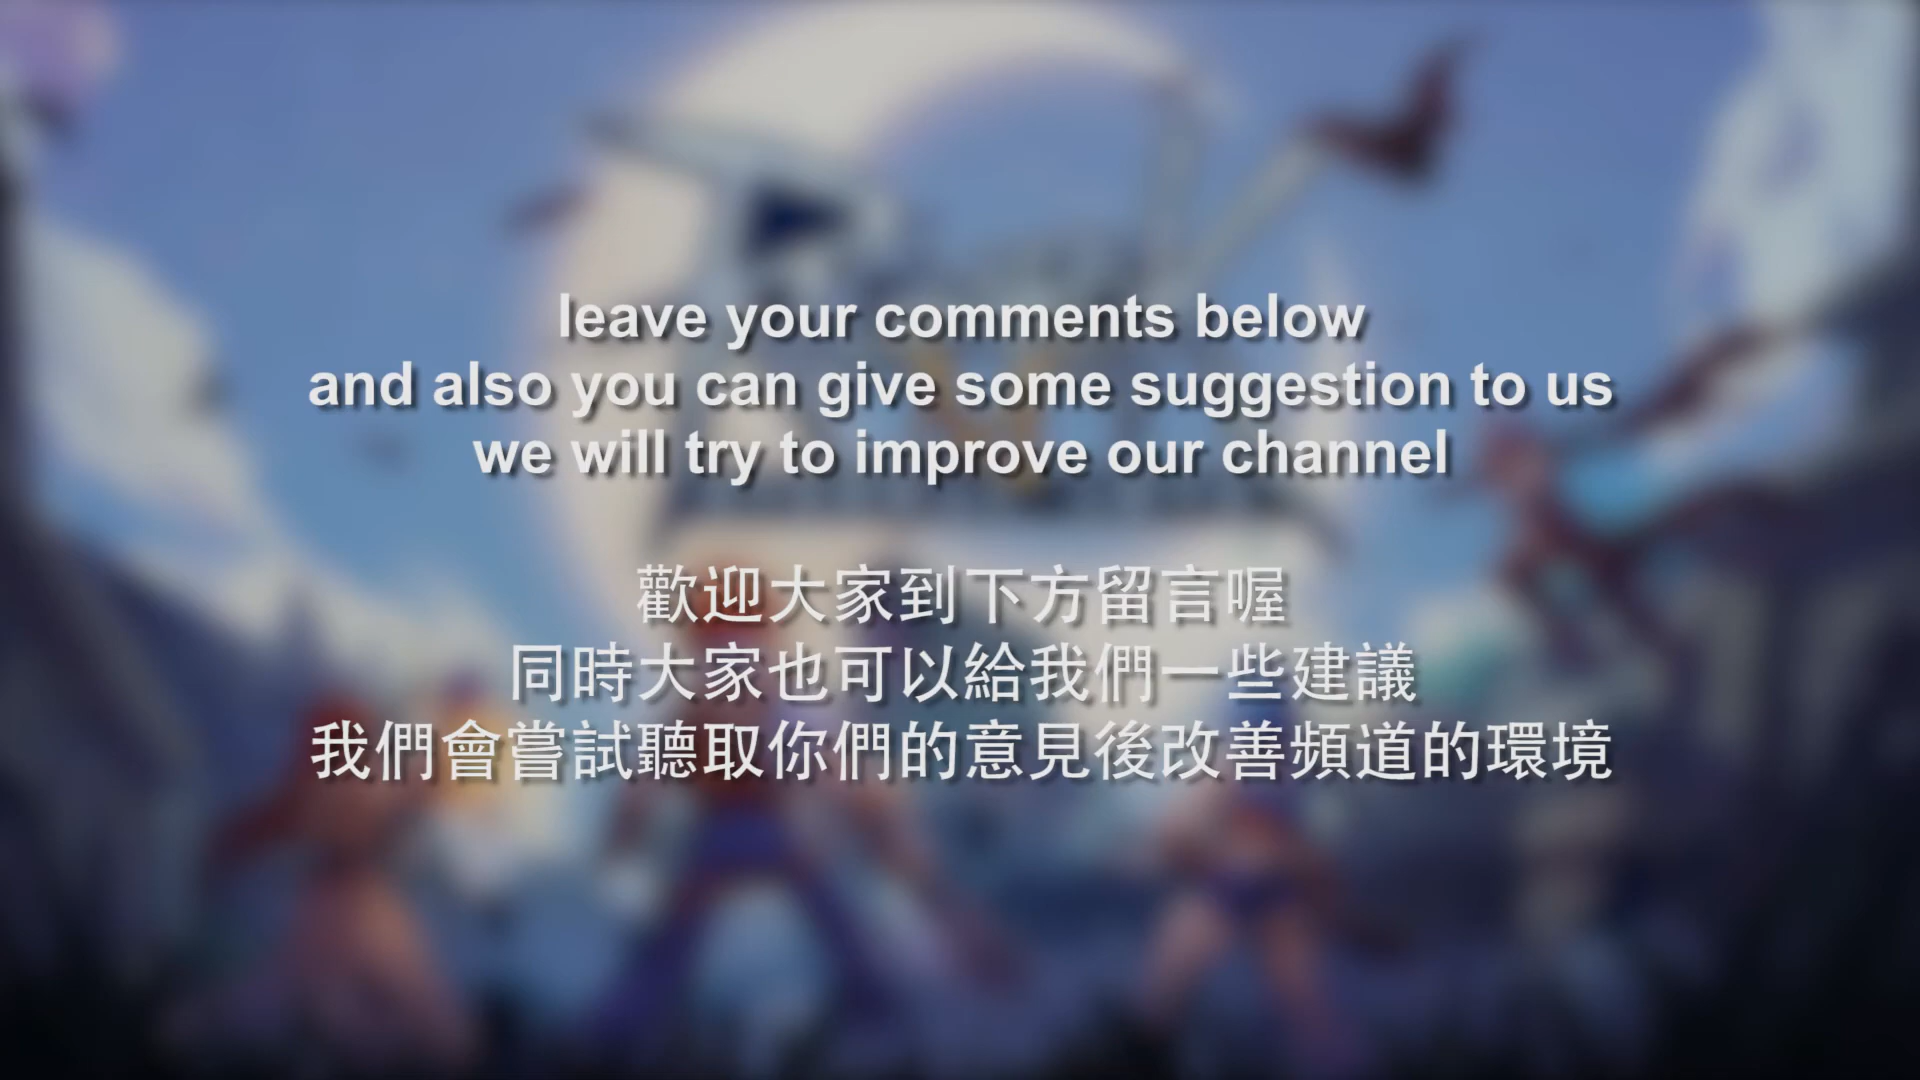 leave your comments below
and also you can give some suggestion to us
we will try to improve our channel
歡迎大家到下方留言喔
同時大家也可以給我們一些建議
我們會嘗試聽取你們的意見後改善頻道的環境